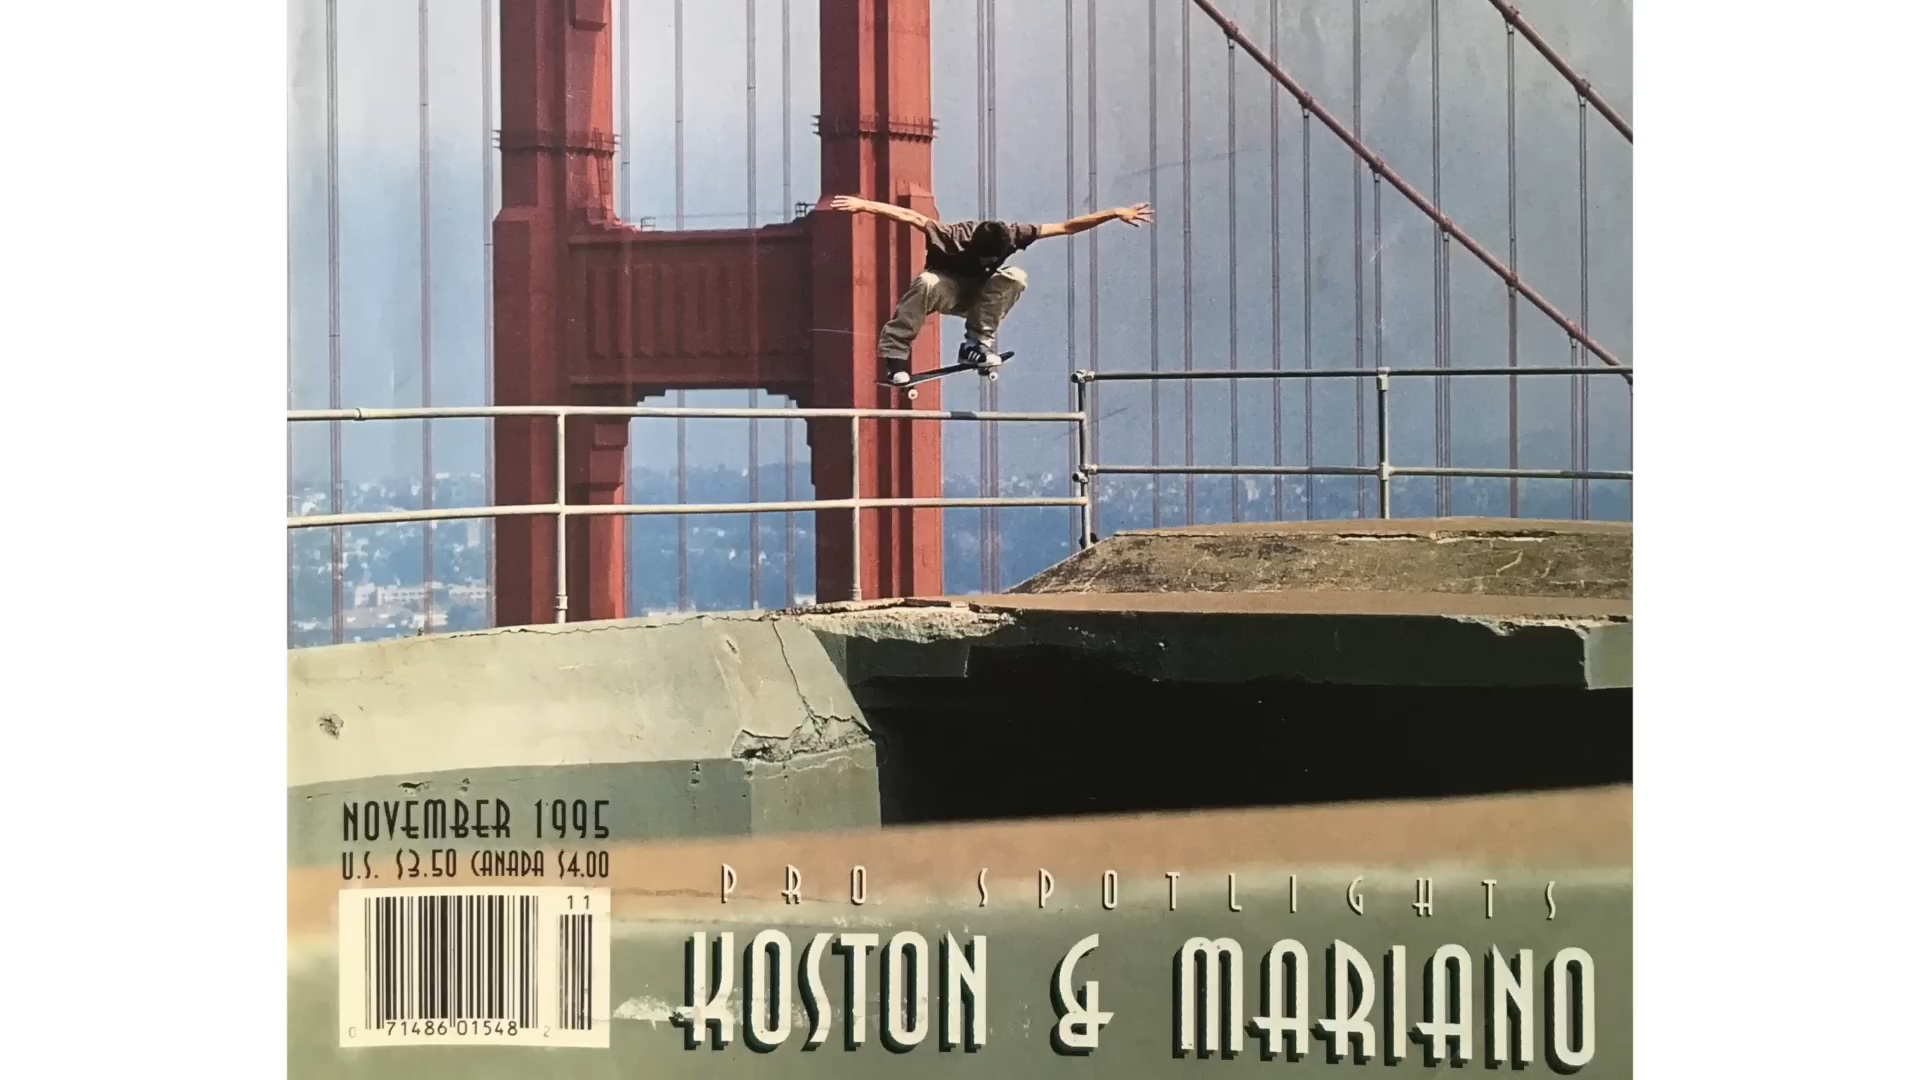 NOVEMBER 1995
U.S. $3.50 CANADA $4.00
11
0 71486 01548 2
PRO SPOTLIGHTS
KOSTON & MARIANO